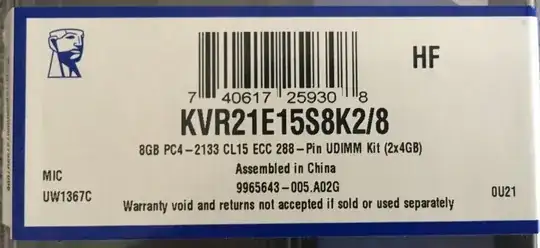 HF
7 40617 25930 8
KVR21E15S8K2/8
8GB PC4-2133 CL15 ECC 288-Pin UDIMM Kit (2x4GB)
Assembled in China
MIC
9965643-005.A02G
UW1367C
0U21
Warranty void and returns not accepted if sold or used separately